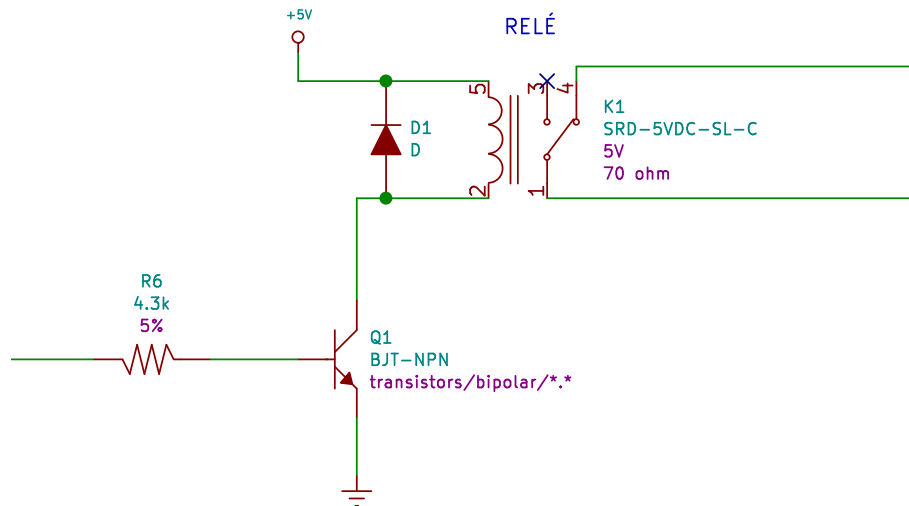 +5V
RELÉ
5
3
4
K1
SRD-5VDC-SL-C
5V
70 ohm
D1
D
2
1
R6
4.3k
5%
Q1
BJT-NPN
transistors/bipolar/*.*